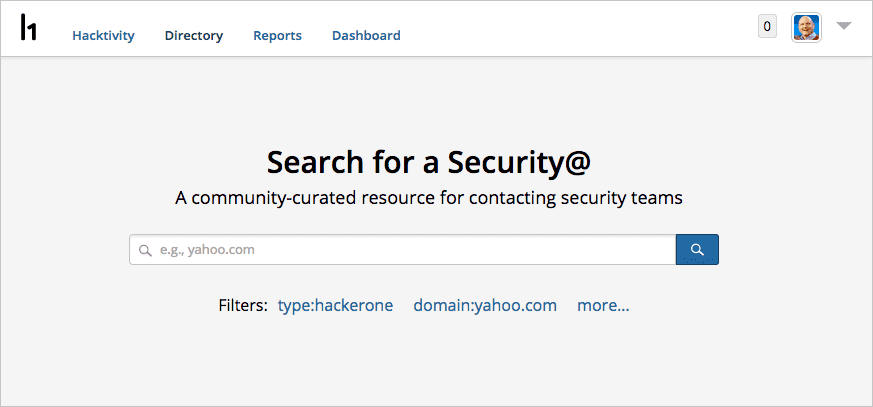 h1 Hacktivity Directory Reports Dashboard 0
Search for a Security@
A community-curated resource for contacting security teams
e.g., yahoo.com
Filters: type:hackerone domain:yahoo.com more...